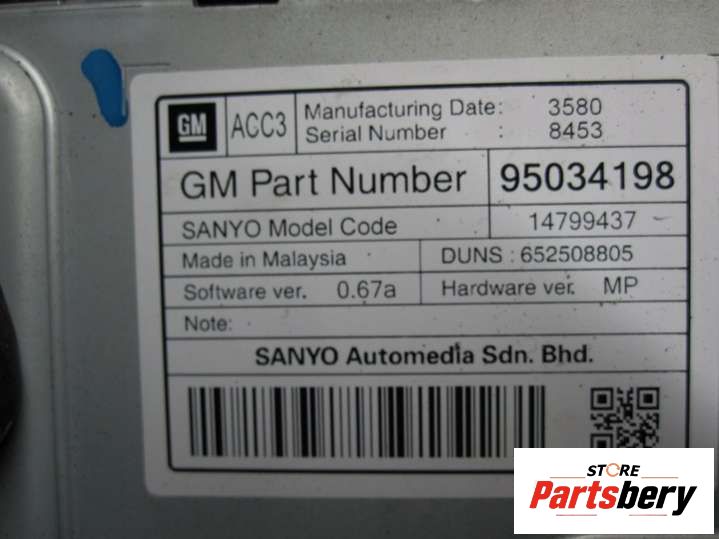 GM
ACC3
Manufacturing Date: 3580
Serial Number : 8453
GM Part Number 95034198
SANYO Model Code 14799437
Made in Malaysia DUNS : 652508805
Software ver. 0.67a Hardware ver. MP
Note:
SANYO Automedia Sdn. Bhd.
STORE
Partsbery